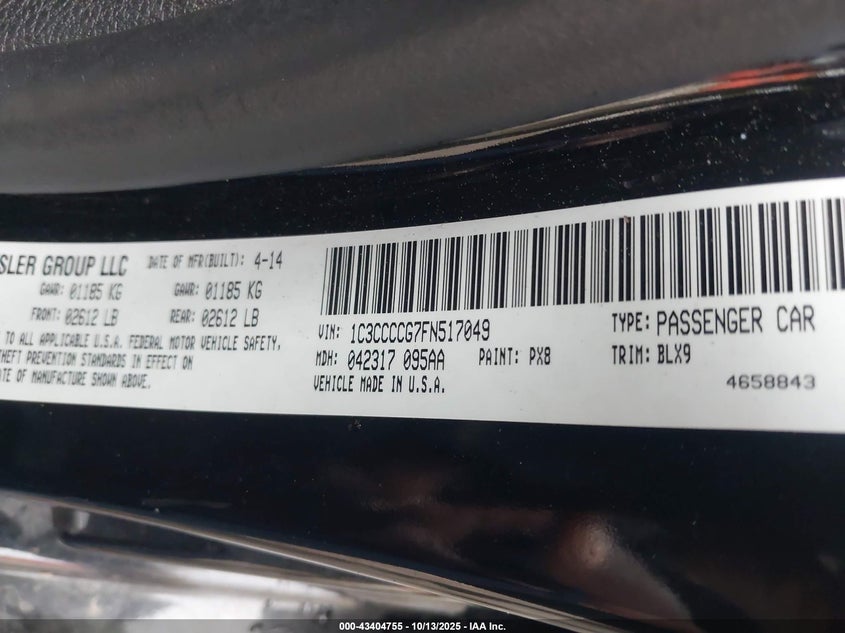 SLER GROUP LLC DATE OF MFR(BUILT): 4-14
GAWR: 01185 KG GAWR: 01185 KG
FRONT: 02612 LB REAR: 02612 LB
TO ALL APPLICABLE U.S.A. FEDERAL MOTOR VEHICLE SAFETY,
THEFT PREVENTION STANDARDS IN EFFECT ON
ATE OF MANUFACTURE SHOWN ABOVE.
VIN: 1C3CCCCG7FN517049 TYPE: PASSENGER CAR
MDH: 042317 095AA PAINT: PX8 TRIM: BLX9
VEHICLE MADE IN U.S.A.
4658843
000-43404755 - 10/13/2025 - IAA Inc.